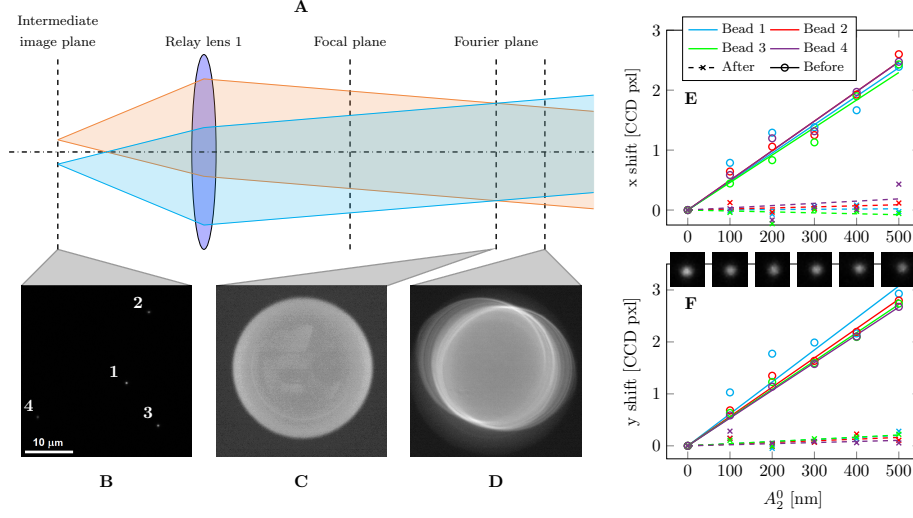 A
Intermediate
image plane
Relay lens 1
Focal plane
Fourier plane
2
1
4
3
10 μm
B
C
D
Bead 1
Bead 2
Bead 3
Bead 4
After
Before
E
x shift [CCD pxl]
3
2
1
0
0 100 200 300 400 500
F
y shift [CCD pxl]
3
2
1
0
0 100 200 300 400 500
A₂⁰ [nm]